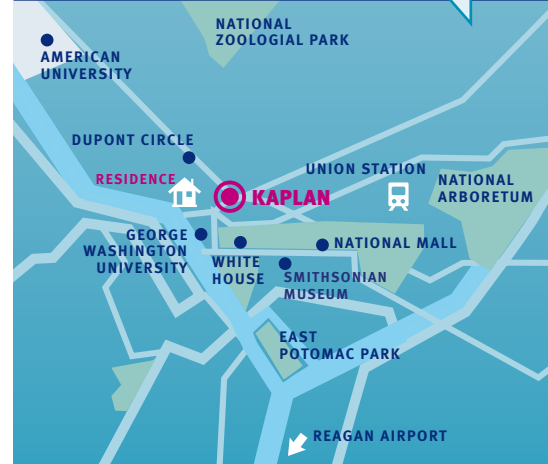 NATIONAL
ZOOLOGIAL PARK
AMERICAN
UNIVERSITY
DUPONT CIRCLE
RESIDENCE
KAPLAN
UNION STATION
NATIONAL
ARBORETUM
GEORGE
WASHINGTON
UNIVERSITY
WHITE
HOUSE
NATIONAL MALL
SMITHSONIAN
MUSEUM
EAST
POTOMAC PARK
REAGAN AIRPORT